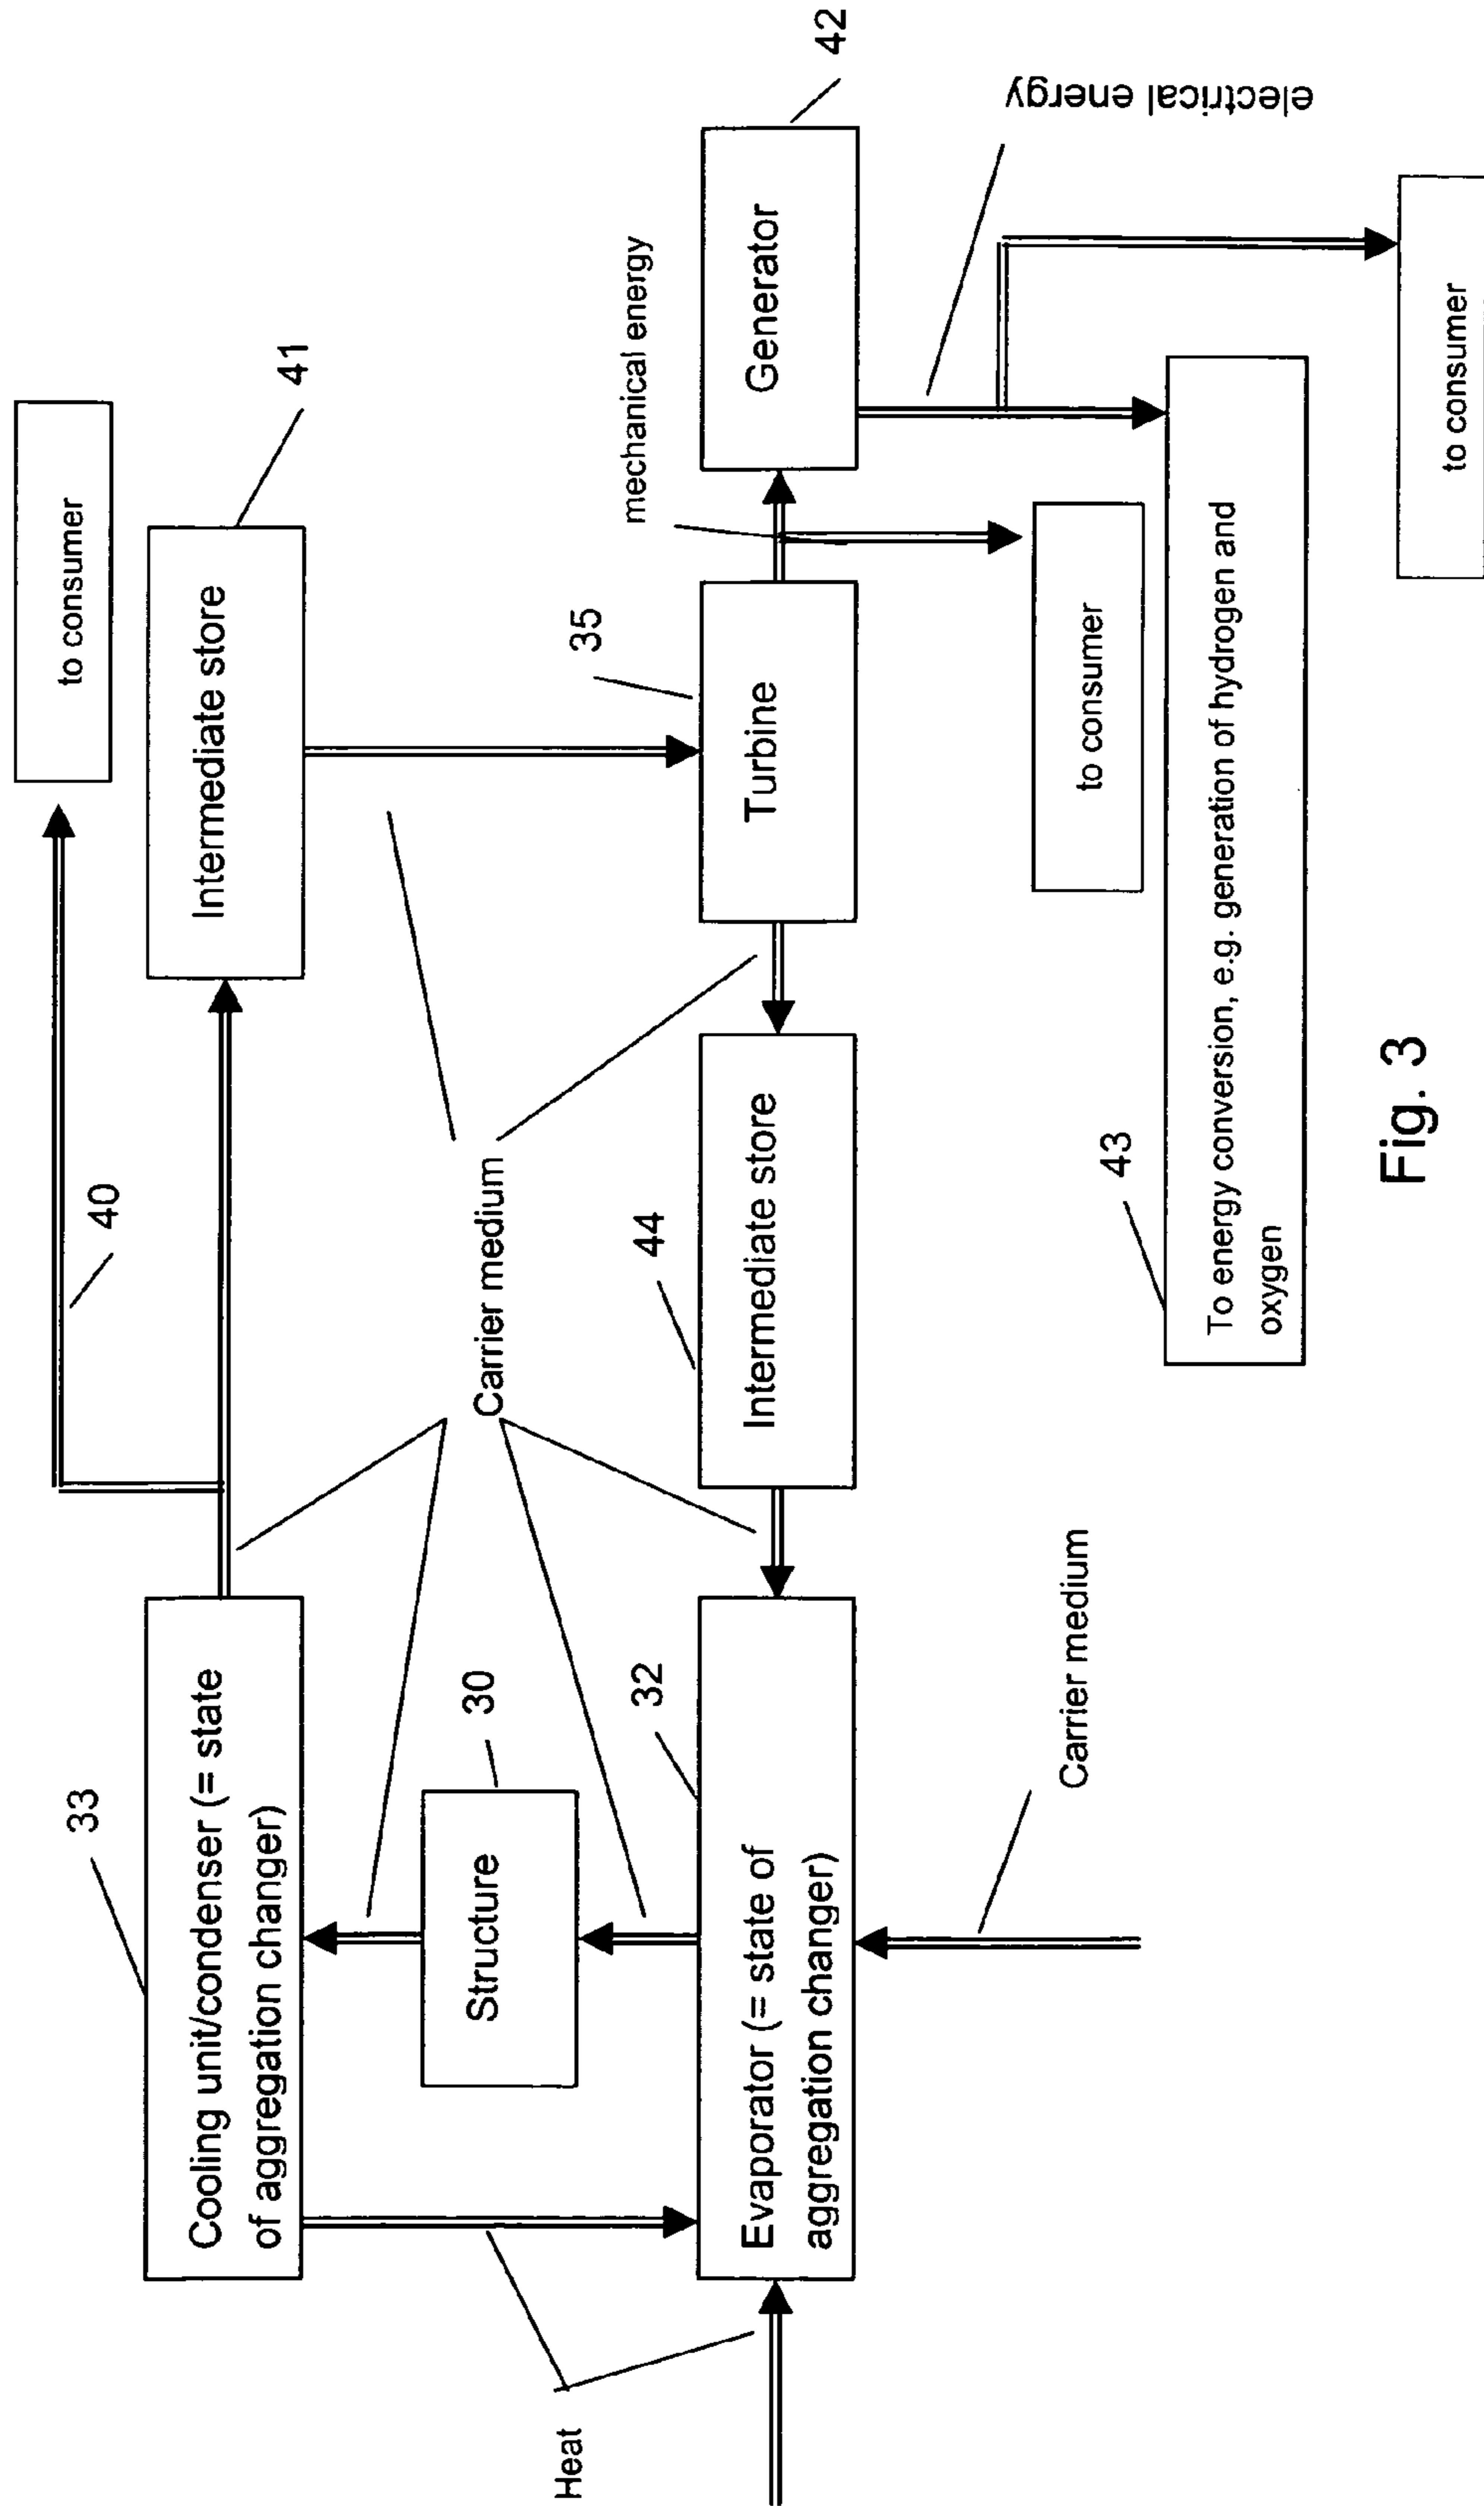 to consumer
40
33
41
Cooling unit/condenser (= state
of aggregation changer)
Intermediate store
Heat
Structure
30
Carrier medium
32
44
35
mechanical energy
42
Evaporator (= state of
aggregation changer)
Intermediate store
Turbine
Generator
electrical energy
Carrier medium
to consumer
43
To energy conversion, e.g. generation of hydrogen and
oxygen
to consumer
Fig. 3